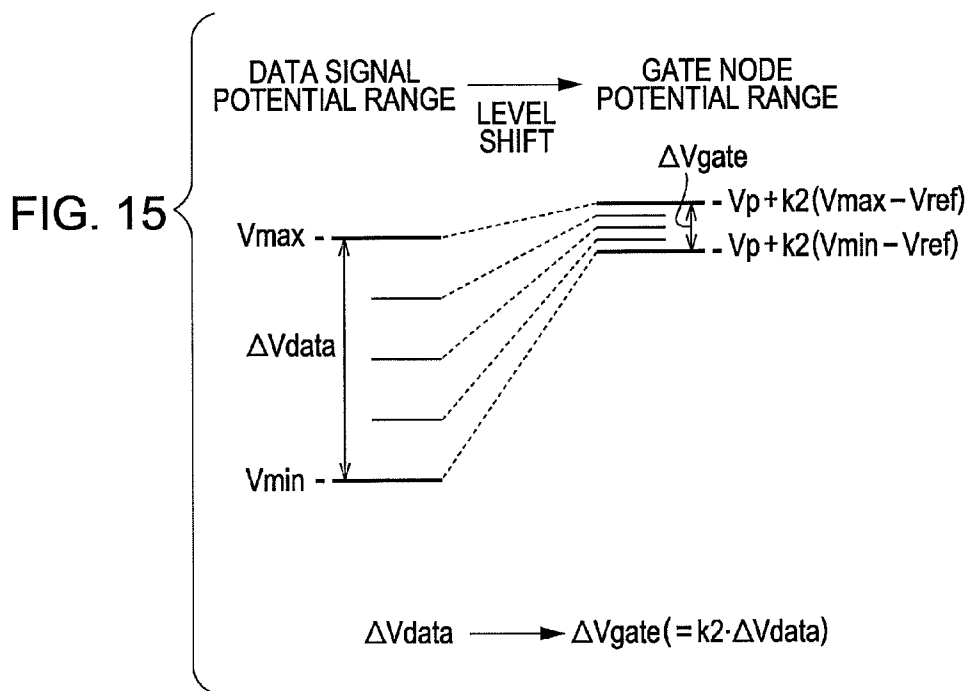 FIG. 15
DATA SIGNAL
POTENTIAL RANGE
LEVEL
SHIFT
GATE NODE
POTENTIAL RANGE
ΔVgate
Vmax
Vp+k2(Vmax–Vref)
Vp+k2(Vmin–Vref)
ΔVdata
Vmin
ΔVdata → ΔVgate(=k2·ΔVdata)